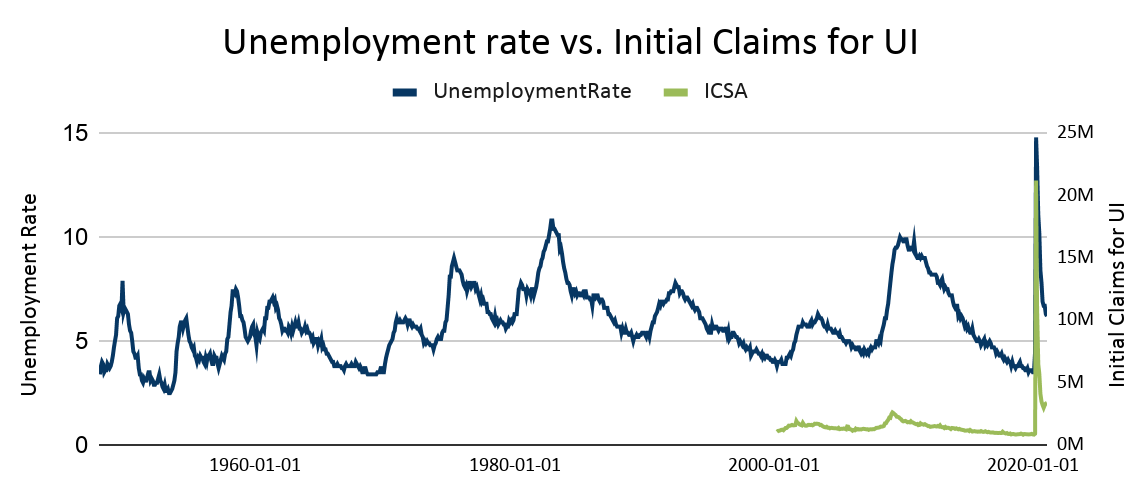 Unemployment rate vs. Initial Claims for UI
UnemploymentRate ICSA
15 25M
20M
10 15M
10M
5 5M
0 0M
Unemployment Rate
Initial Claims for UI
1960-01-01 1980-01-01 2000-01-01 2020-01-01